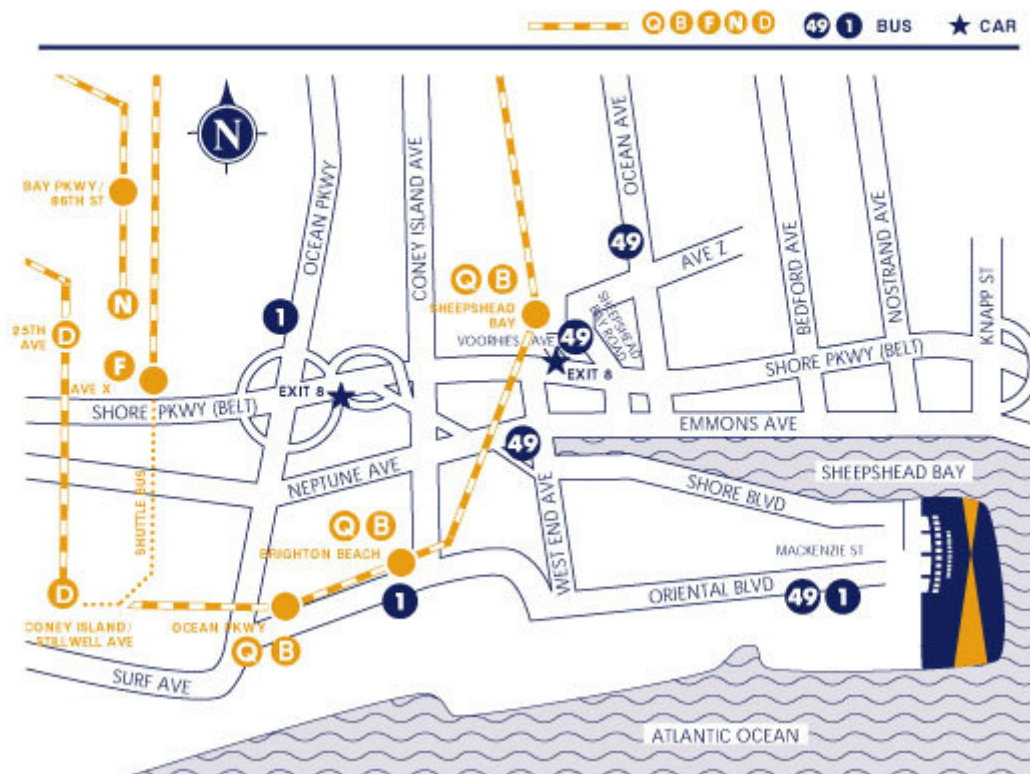 Q B F N D 49 1 BUS CAR
N
BAY PKWY/
86TH ST
N
25TH
AVE
D
F
AVE X
OCEAN PKWY
CONEY ISLAND AVE
OCEAN AVE
49
AVE Z
BEDFORD AVE
NOSTRAND AVE
KNAPP ST
1
Q B
SHEEPSHEAD
BAY
VOORHIES AVE
49
SHEEPSHEAD
BAY ROAD
EXIT 8
EXIT 8
SHORE PKWY (BELT)
SHORE PKWY (BELT)
EMMONS AVE
49
NEPTUNE AVE
SHEEPSHEAD BAY
SHUTTLE BUS
SHORE BLVD
WEST END AVE
Q B
BRIGHTON BEACH
MACKENZIE ST
ORIENTAL BLVD
49 1
1
D
CONEY ISLAND/
STILLWELL AVE
OCEAN PKWY
Q B
SURF AVE
ATLANTIC OCEAN